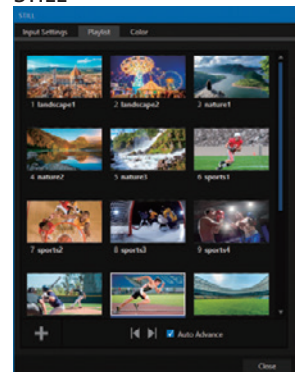 STILL
Input Settings Playlist Color
1 landscape1 2 landscape2 3 nature1
4 nature2 5 nature3 6 sports1
7 sports2 8 sports3 9 sports4
Auto Advance
Close